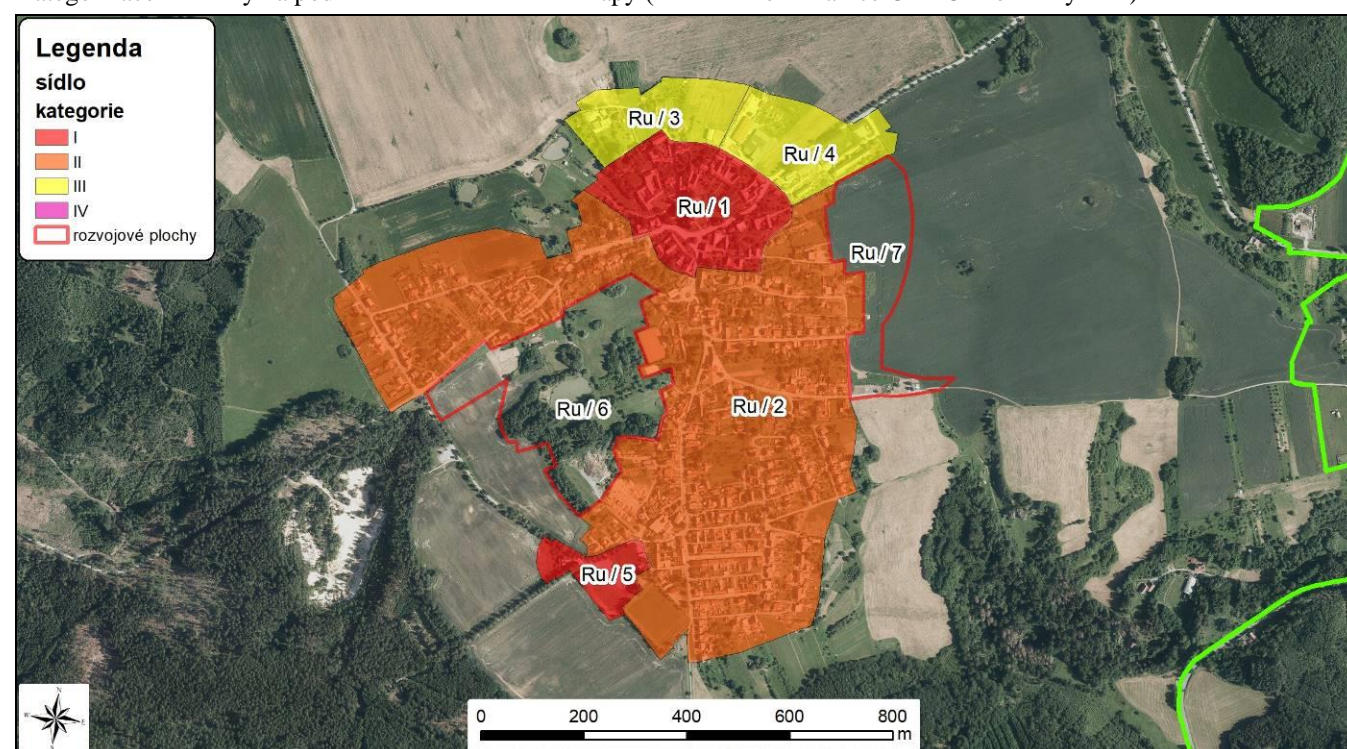 Legenda
sídlo
kategorie
I
II
III
IV
rozvojové plochy
Ru / 3
Ru / 4
Ru / 1
Ru / 7
Ru / 6
Ru / 2
Ru / 5
N
0 200 400 600 800
m